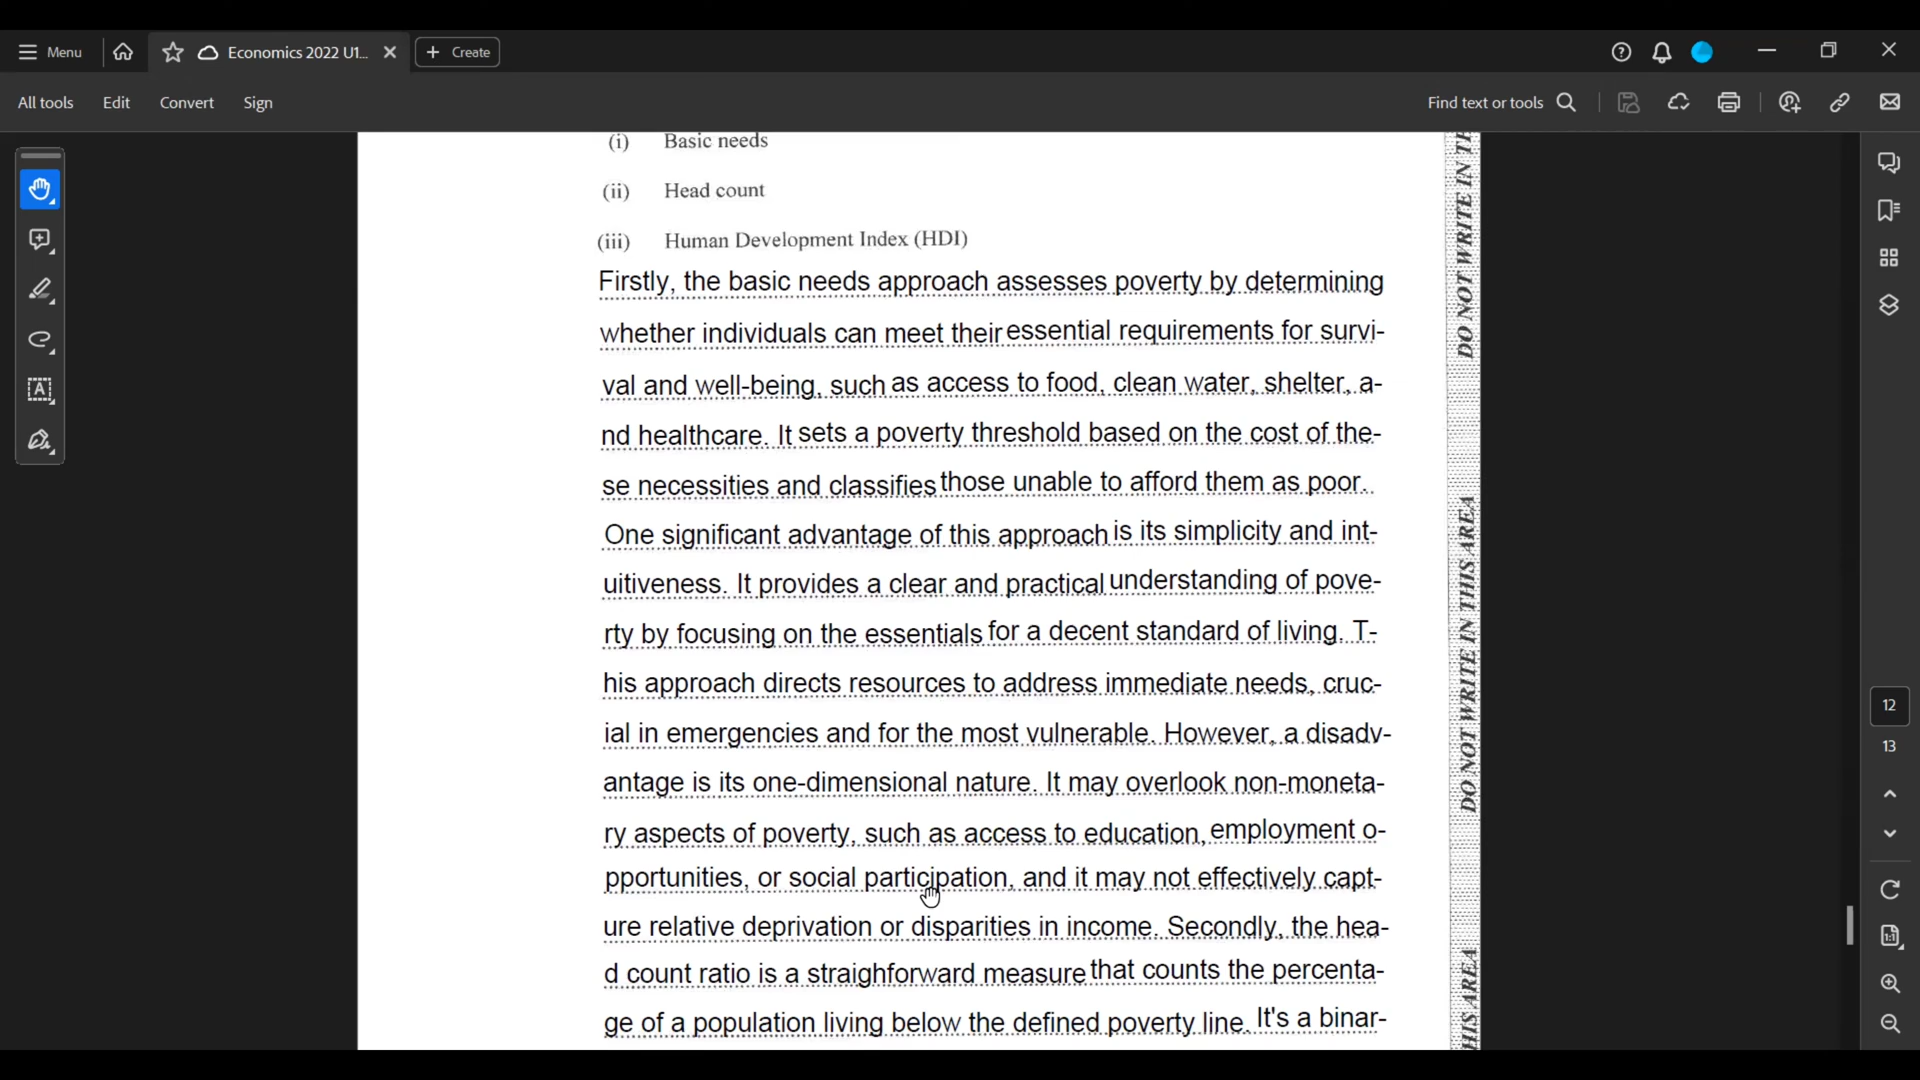 Menu
Economics 2022 U1...
Create
All tools
Edit
Convert
Sign
Find text or tools
(i) Basic needs
(ii) Head count
(iii) Human Development Index (HDI)
Firstly, the basic needs approach assesses poverty by determining
whether individuals can meet their essential requirements for survi-
val and well-being, such as access to food, clean water, shelter, a-
nd healthcare. It sets a poverty threshold based on the cost of the-
se necessities and classifies those unable to afford them as poor.
One significant advantage of this approach is its simplicity and int-
uitiveness. It provides a clear and practical understanding of pove-
rty by focusing on the essentials for a decent standard of living. T-
his approach directs resources to address immediate needs, cruc-
ial in emergencies and for the most vulnerable. However, a disadv-
antage is its one-dimensional nature. It may overlook non-moneta-
ry aspects of poverty, such as access to education, employment o-
pportunities, or social participation, and it may not effectively capt-
ure relative deprivation or disparities in income. Secondly, the hea-
d count ratio is a straighforward measure that counts the percenta-
ge of a population living below the defined poverty line. It's a binar-
DO NOT WRITE IN TH
DO NOT WRITE IN THIS AREA
HIS AREA
12
13